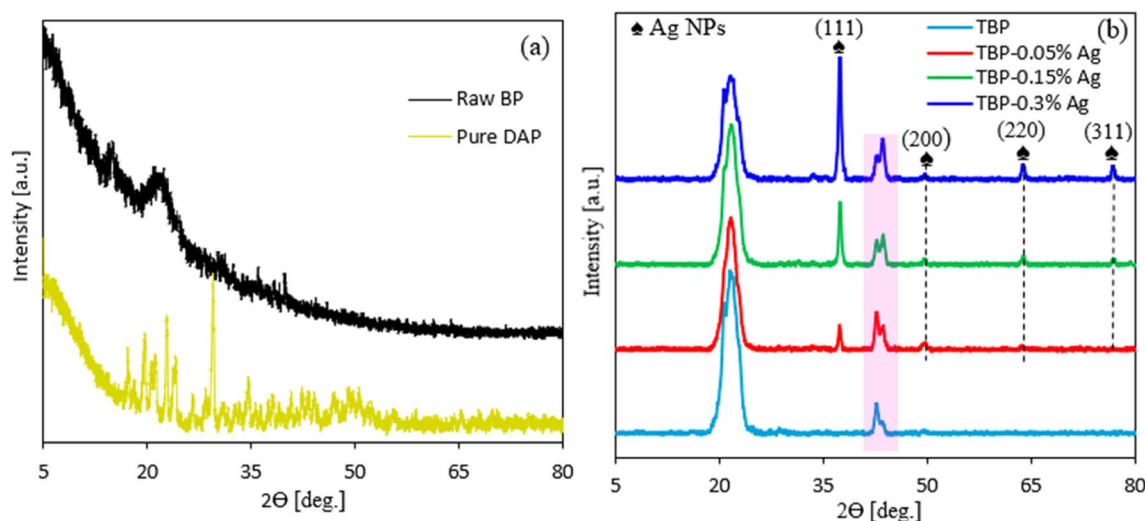 (a)
Raw BP
Pure DAP
Intensity [a.u.]
5 20 35 50 65 80
2Ɵ [deg.]
(b)
♠ Ag NPs
(111)
TBP
TBP-0.05% Ag
TBP-0.15% Ag
TBP-0.3% Ag
(200)
(220)
(311)
Intensity [a.u.]
5 20 35 50 65 80
2Ɵ [deg.]